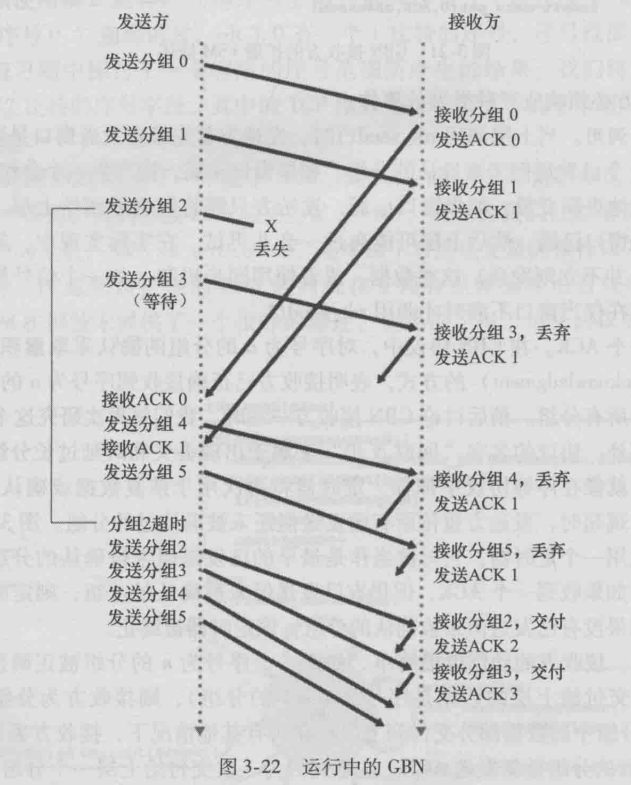 发送方
接收方
发送分组 0
接收分组 0
发送ACK 0
发送分组 1
接收分组 1
发送ACK 1
发送分组 2
X
丢失
发送分组 3
（等待）
接收分组 3，丢弃
发送ACK 1
接收ACK 0
发送分组 4
接收ACK 1
发送分组 5
接收分组 4，丢弃
发送ACK 1
分组2超时
发送分组2
发送分组3
发送分组4
发送分组5
接收分组5，丢弃
发送ACK 1
接收分组2，交付
发送ACK 2
接收分组3，交付
发送ACK 3
图 3-22 运行中的 GBN